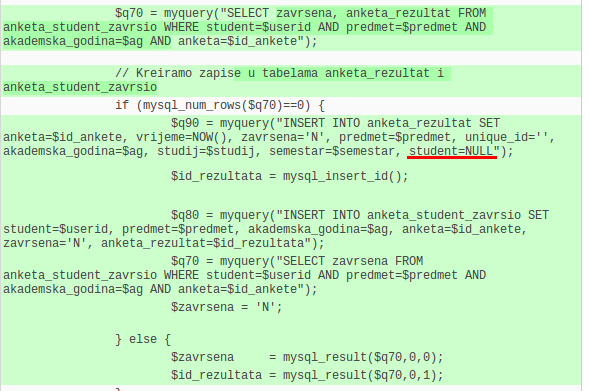 $q70 = myquery("SELECT zavrsena, anketa_rezultat FROM
anketa_student_zavrsio WHERE student=$userid AND predmet=$predmet AND
akademska_godina=$ag AND anketa=$id_ankete");
// Kreiramo zapise u tabelama anketa_rezultat i
anketa_student_zavrsio
if (mysql_num_rows($q70)==0) {
$q90 = myquery("INSERT INTO anketa_rezultat SET
anketa=$id_ankete, vrijeme=NOW(), zavrsena='N', predmet=$predmet, unique_id='',
akademska_godina=$ag, studij=$studij, semestar=$semestar, student=NULL");
$id_rezultata = mysql_insert_id();
$q80 = myquery("INSERT INTO anketa_student_zavrsio SET
student=$userid, predmet=$predmet, akademska_godina=$ag, anketa=$id_ankete,
zavrsena='N', anketa_rezultat=$id_rezultata");
$q70 = myquery("SELECT zavrsena FROM
anketa_student_zavrsio WHERE student=$userid AND predmet=$predmet AND
akademska_godina=$ag AND anketa=$id_ankete");
$zavrsena = 'N';
} else {
$zavrsena     = mysql_result($q70,0,0);
$id_rezultata = mysql_result($q70,0,1);